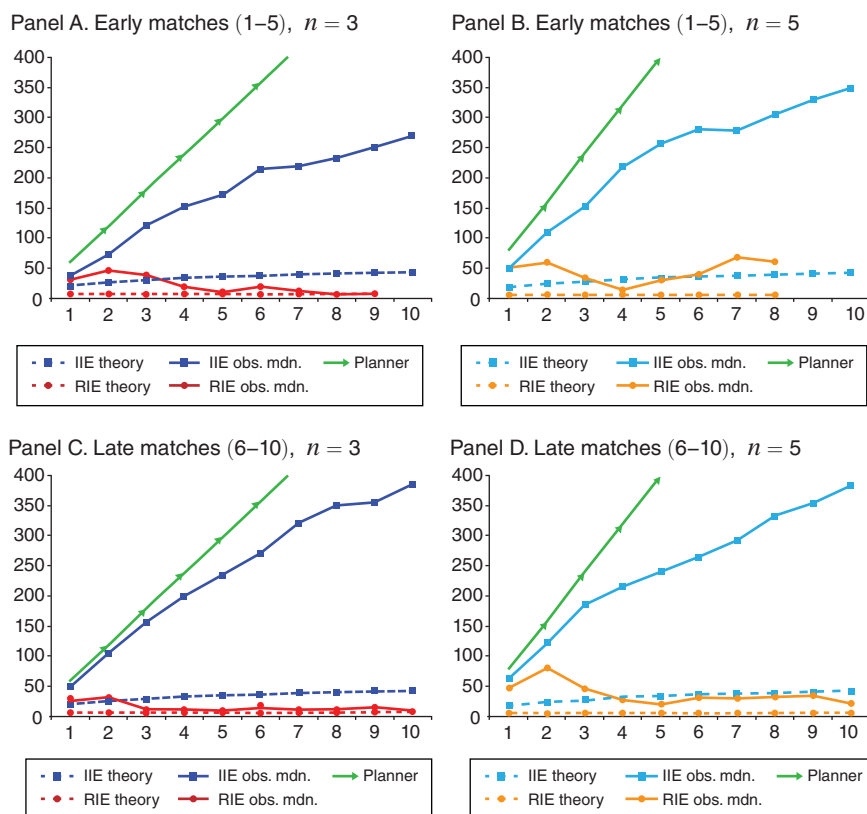 Panel A. Early matches (1–5), n = 3
400
350
300
250
200
150
100
50
0
1 2 3 4 5 6 7 8 9 10
IIE theory IIE obs. mdn. Planner
RIE theory RIE obs. mdn.
Panel B. Early matches (1–5), n = 5
400
350
300
250
200
150
100
50
0
1 2 3 4 5 6 7 8 9 10
IIE theory IIE obs. mdn. Planner
RIE theory RIE obs. mdn.
Panel C. Late matches (6–10), n = 3
400
350
300
250
200
150
100
50
0
1 2 3 4 5 6 7 8 9 10
IIE theory IIE obs. mdn. Planner
RIE theory RIE obs. mdn.
Panel D. Late matches (6–10), n = 5
400
350
300
250
200
150
100
50
0
1 2 3 4 5 6 7 8 9 10
IIE theory IIE obs. mdn. Planner
RIE theory RIE obs. mdn.